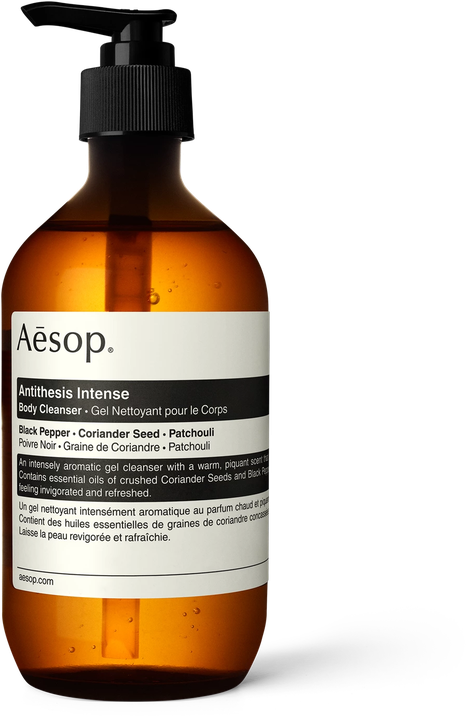 Aēsop®
Antithesis Intense
Body Cleanser • Gel Nettoyant pour le Corps
Black Pepper • Coriander Seed • Patchouli
Poivre Noir • Graine de Coriandre • Patchouli
An intensely aromatic gel cleanser with a warm, piquant scent
Contains essential oils of crushed Coriander Seeds and Black
feeling invigorated and refreshed.
Un gel nettoyant intensément aromatique au parfum chaud et
Contient des huiles essentielles de graines de coriandre
Laisse la peau revigorée et rafraîchie.
aesop.com